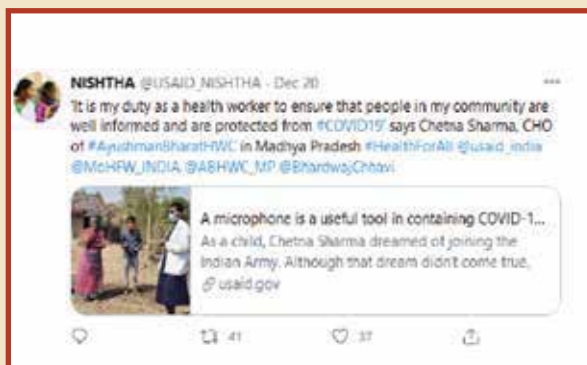 NISHTHA @USAID_NISHTHA - Dec 20
'It is my duty as a health worker to ensure that people in my community are
well informed and are protected from #COVID19' says Chetna Sharma, CHO
of #AyushmanBharatHWC in Madhya Pradesh #HealthForAll @usaid_india
@MoHFW_INDIA @ABHWC_MP @BhardwajChhavi
A microphone is a useful tool in containing COVID-1...
As a child, Chetna Sharma dreamed of joining the
Indian Army. Although that dream didn't come true,
usaid.gov
41 37